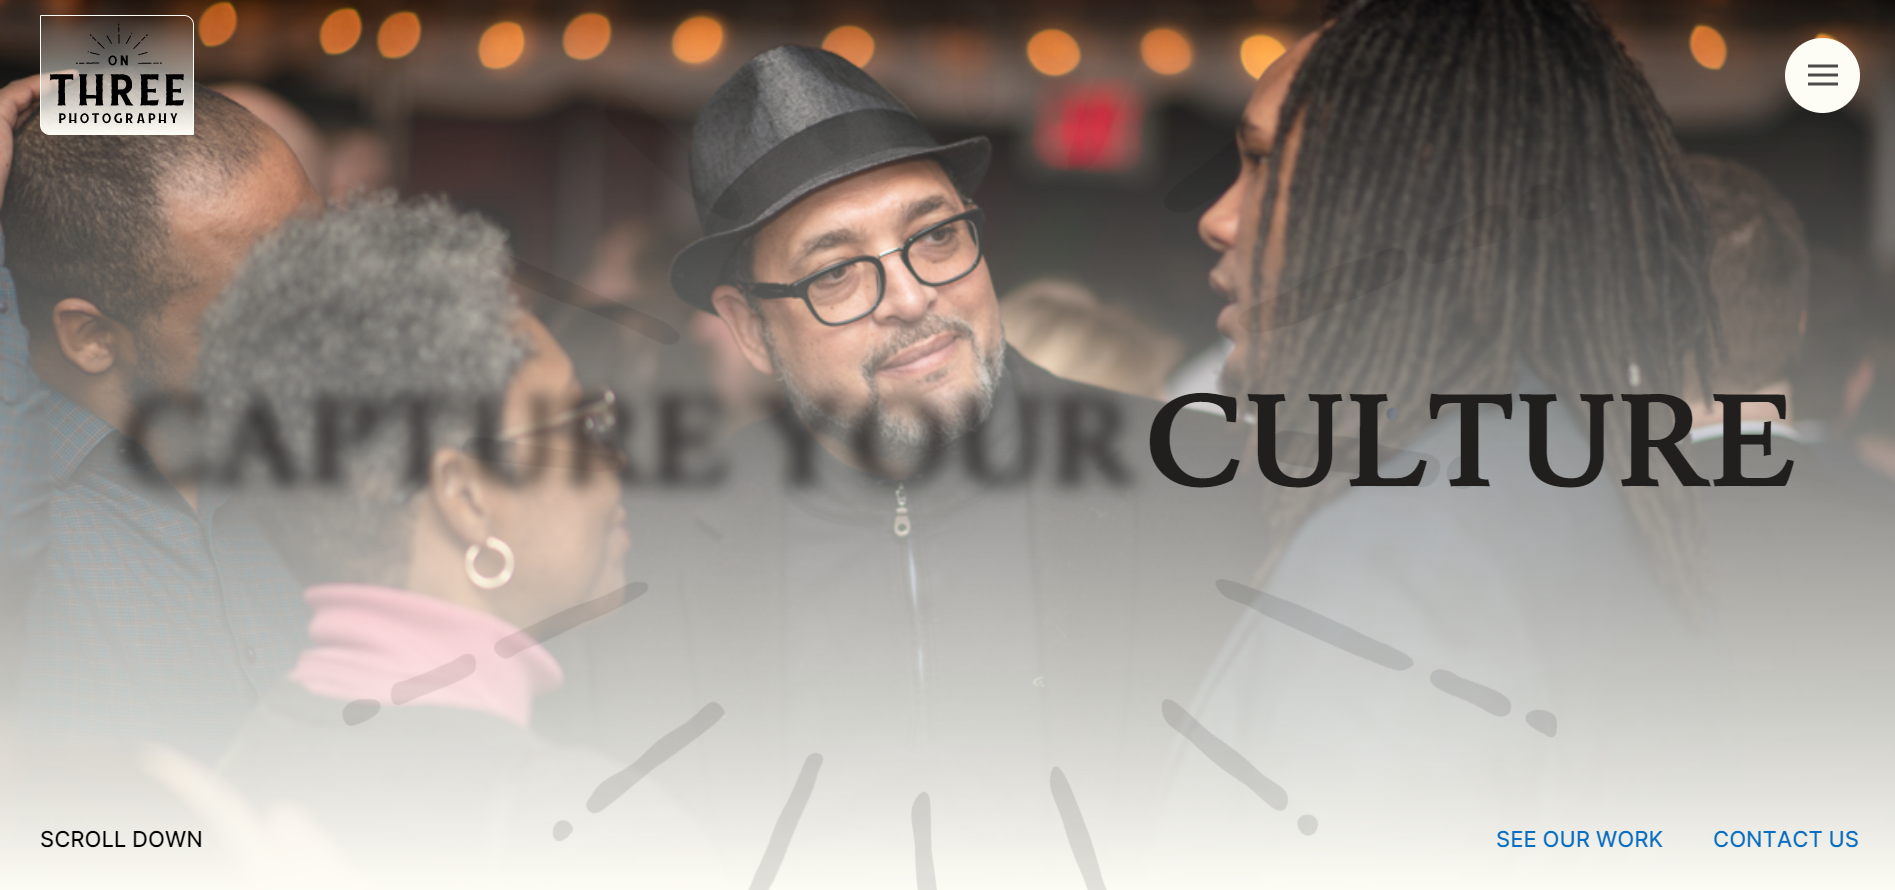 ON
THREE
PHOTOGRAPHY
CAPTURE YOUR CULTURE
SCROLL DOWN
SEE OUR WORK
CONTACT US